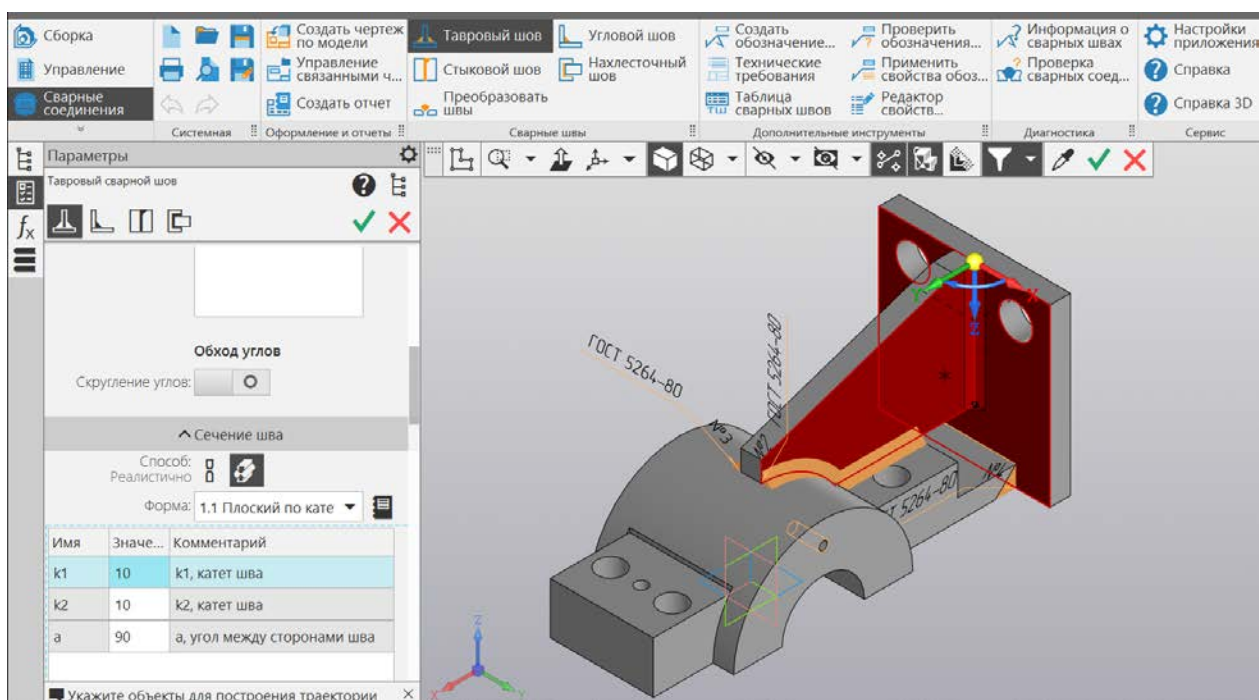 Сборка
Управление
Сварные
соединения
Системная
Создать чертеж
по модели
Управление
связанными ч...
Создать отчет
Оформление и отчеты
Тавровый шов
Угловой шов
Стыковой шов
Нахлесточный
шов
Преобразовать
швы
Сварные швы
Создать
обозначение...
Проверить
обозначения...
Технические
требования
Применить
свойства обоз...
Таблица
сварных швов
Редактор
свойств...
Дополнительные инструменты
Информация о
сварных швах
Проверка
сварных соед...
Диагностика
Настройки
приложения
Справка
Справка 3D
Сервис
Параметры
Тавровый сварной шов
Обход углов
Скругление углов:
Сечение шва
Способ:
Реалистично
Форма: 1.1 Плоский по кате
Имя Значе... Комментарий
k1 10 k1, катет шва
k2 10 k2, катет шва
a 90 a, угол между сторонами шва
Укажите объекты для построения траектории
ГОСТ 5264-80
№3
ГОСТ 5264-80
№4
ГОСТ 5264-80
X
Y
Z
Z
X
Y